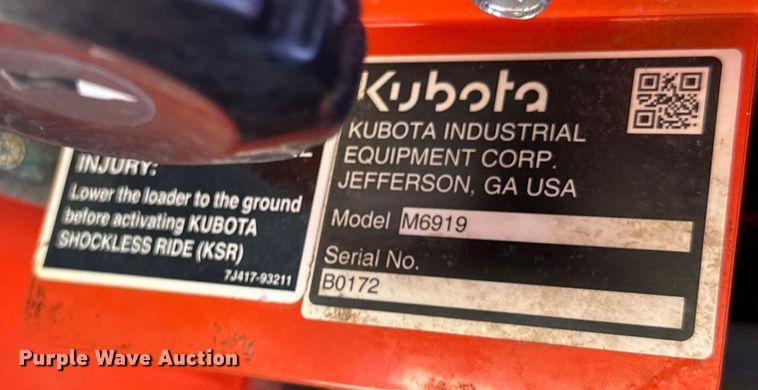 INJURY:
Lower the loader to the ground
before activating KUBOTA
SHOCKLESS RIDE (KSR)
7J417-93211
Kubota
KUBOTA INDUSTRIAL
EQUIPMENT CORP.
JEFFERSON, GA USA
Model M6919
Serial No.
B0172
Purple Wave Auction